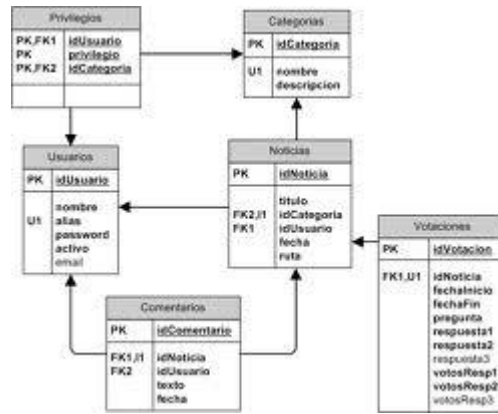 Privilegios
PK,FK1 idUsuario
PK privilegio
PK,FK2 idCategoria
Categorias
PK idCategoria
U1 nombre
descripcion
Usuarios
PK idUsuario
nombre
U1 alias
password
activo
email
Noticias
PK idNoticia
titulo
FK2,I1 idCategoria
FK1 idUsuario
fecha
ruta
Votaciones
PK idVotacion
FK1,U1 idNoticia
fechaInicio
fechaFin
pregunta
respuesta1
respuesta2
respuesta3
votosResp1
votosResp2
votosResp3
Comentarios
PK idComentario
FK1,I1 idNoticia
FK2 idUsuario
texto
fecha